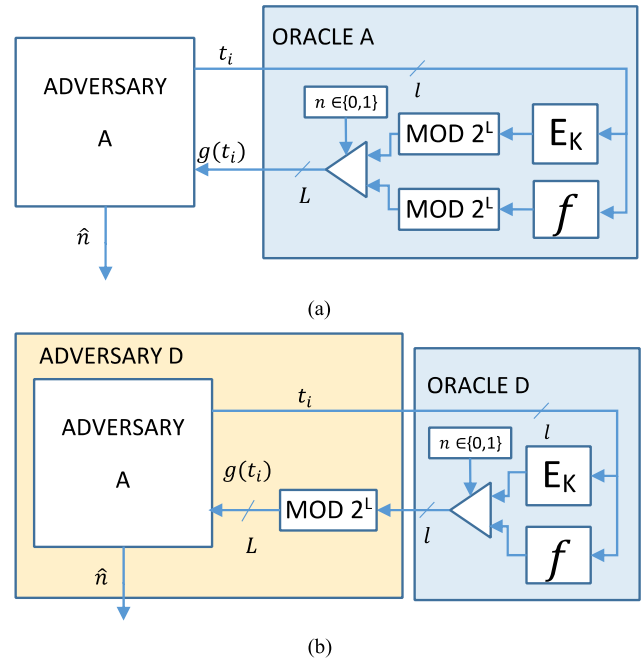 ORACLE A
t_i
l
ADVERSARY
A
n ∈{0,1}
MOD 2^L
E_K
g(t_i)
L
MOD 2^L
f
n̂
(a)
ADVERSARY D
ORACLE D
t_i
l
ADVERSARY
A
n ∈{0,1}
E_K
g(t_i)
MOD 2^L
L
l
f
n̂
(b)